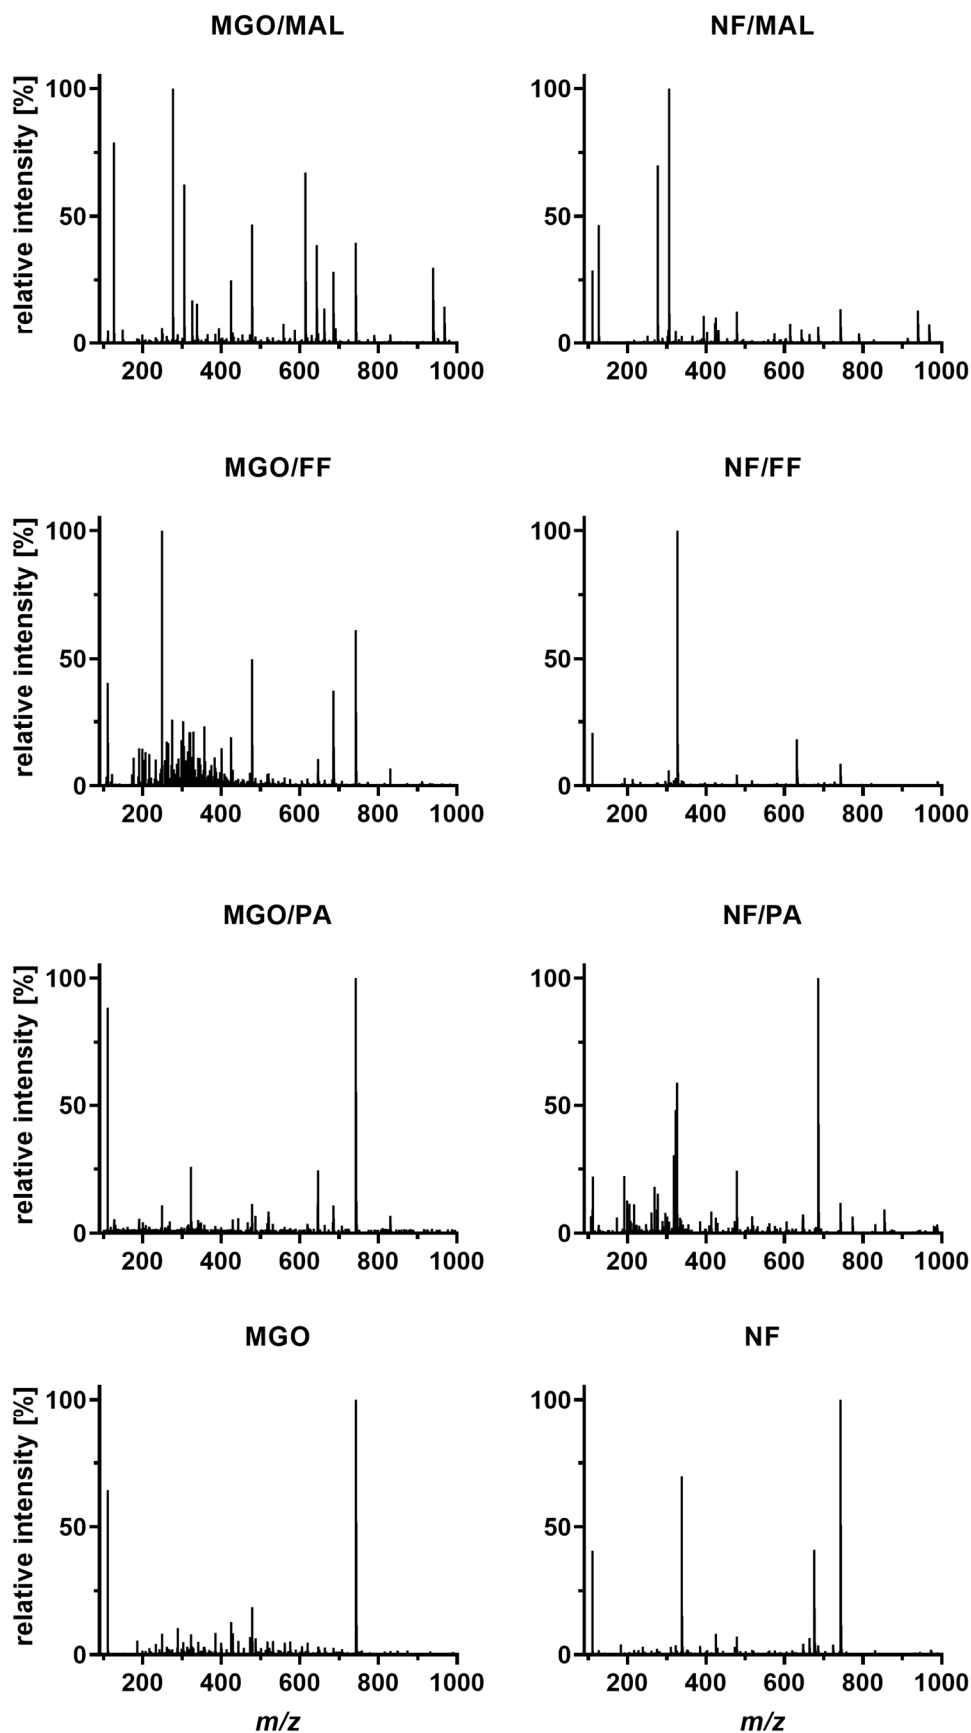 MGO/MAL NF/MAL
relative intensity [%]
100 100
50 50
0 0
200 400 600 800 1000 200 400 600 800 1000
MGO/FF NF/FF
relative intensity [%]
100 100
50 50
0 0
200 400 600 800 1000 200 400 600 800 1000
MGO/PA NF/PA
relative intensity [%]
100 100
50 50
0 0
200 400 600 800 1000 200 400 600 800 1000
MGO NF
relative intensity [%]
100 100
50 50
0 0
200 400 600 800 1000 200 400 600 800 1000
m/z m/z